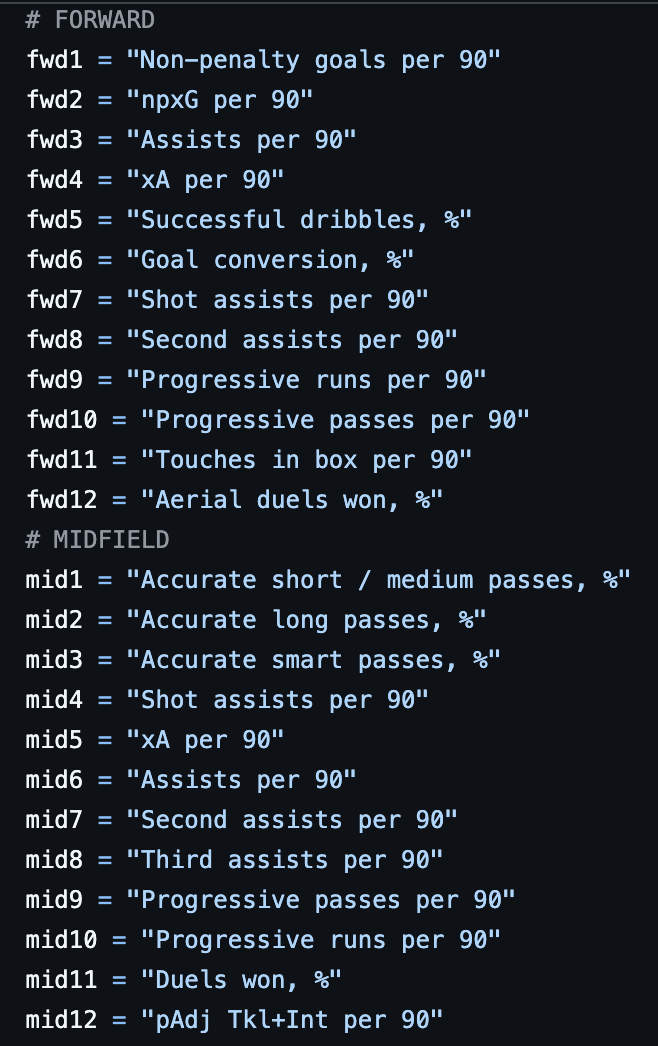 # FORWARD
fwd1 = "Non-penalty goals per 90"
fwd2 = "npxG per 90"
fwd3 = "Assists per 90"
fwd4 = "xA per 90"
fwd5 = "Successful dribbles, %"
fwd6 = "Goal conversion, %"
fwd7 = "Shot assists per 90"
fwd8 = "Second assists per 90"
fwd9 = "Progressive runs per 90"
fwd10 = "Progressive passes per 90"
fwd11 = "Touches in box per 90"
fwd12 = "Aerial duels won, %"
# MIDFIELD
mid1 = "Accurate short / medium passes, %"
mid2 = "Accurate long passes, %"
mid3 = "Accurate smart passes, %"
mid4 = "Shot assists per 90"
mid5 = "xA per 90"
mid6 = "Assists per 90"
mid7 = "Second assists per 90"
mid8 = "Third assists per 90"
mid9 = "Progressive passes per 90"
mid10 = "Progressive runs per 90"
mid11 = "Duels won, %"
mid12 = "pAdj Tkl+Int per 90"